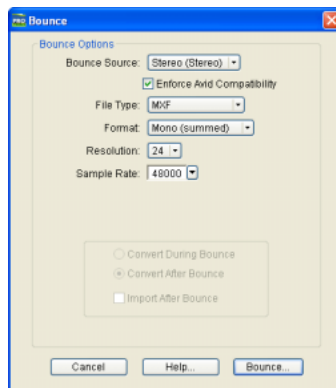 PRO Bounce
Bounce Options
Bounce Source: Stereo (Stereo)
Enforce Avid Compatibility
File Type: MXF
Format: Mono (summed)
Resolution: 24
Sample Rate: 48000
Convert During Bounce
Convert After Bounce
Import After Bounce
Cancel Help... Bounce...